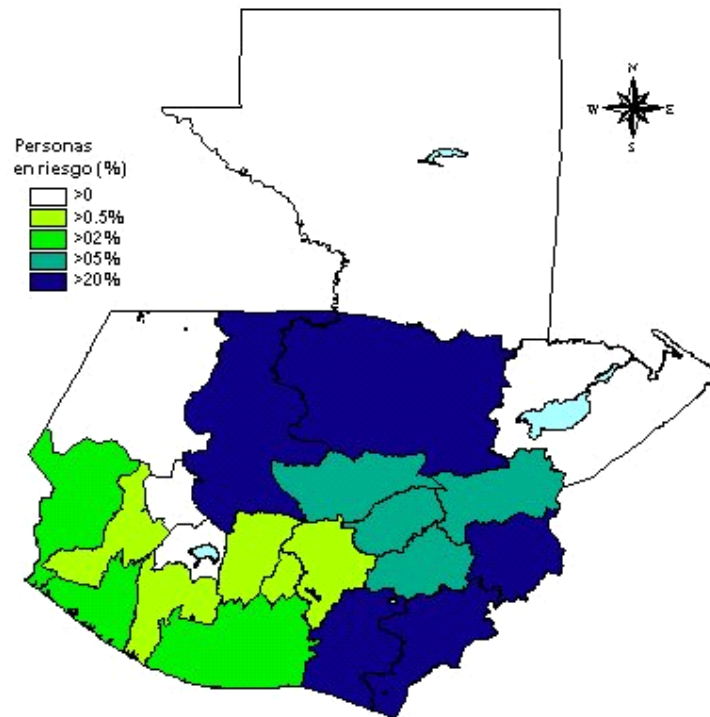 N
W E
S
Personas
en riesgo (%)
>0
>0.5%
>02%
>05%
>20%